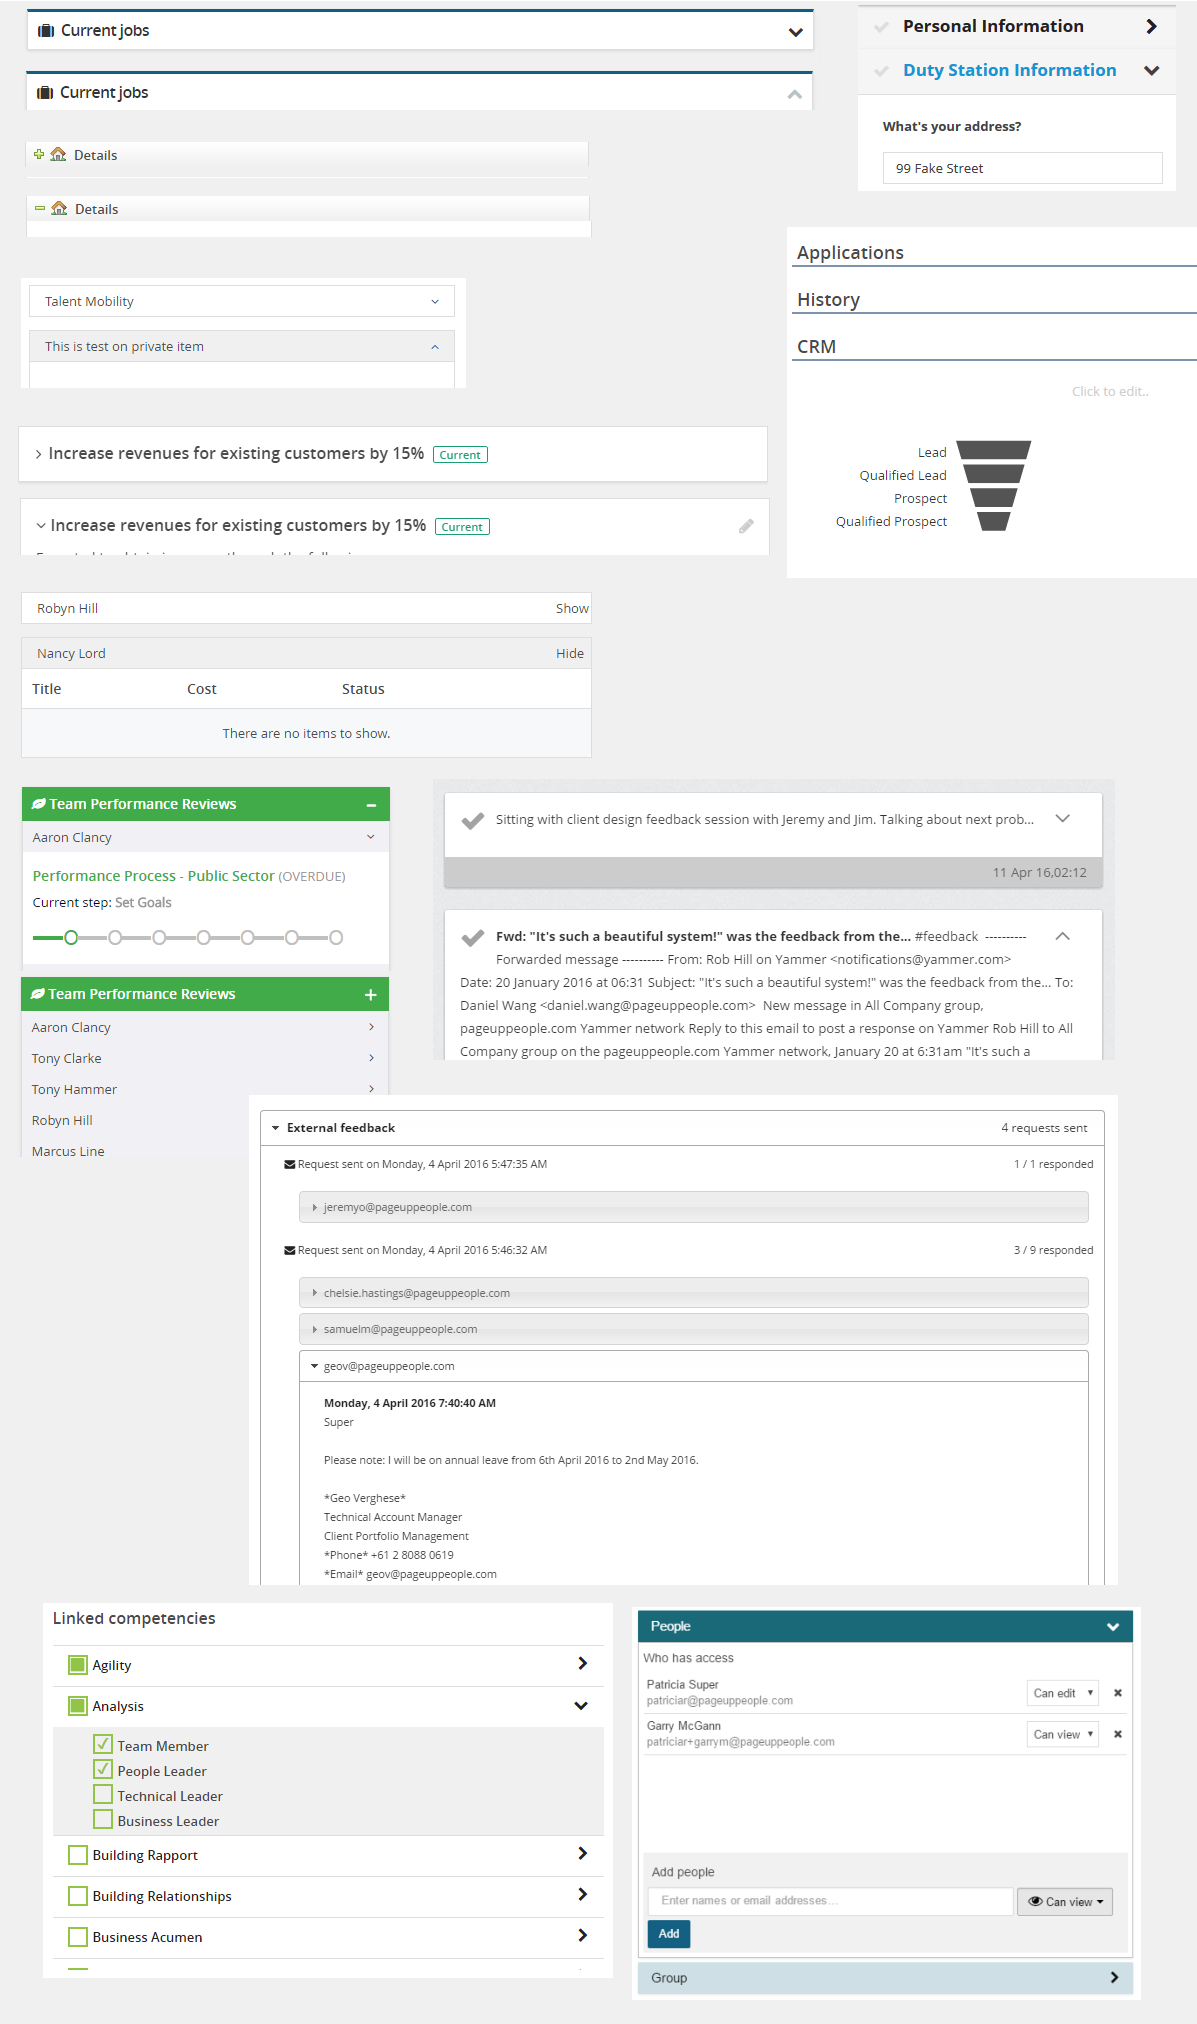 Current jobs
Current jobs
Details
Details
Personal Information
Duty Station Information
What's your address?
99 Fake Street
Talent Mobility
This is test on private item
Applications
History
CRM
Click to edit..
Lead
Qualified Lead
Prospect
Qualified Prospect
Increase revenues for existing customers by 15% Current
Increase revenues for existing customers by 15% Current
Robyn Hill Show
Nancy Lord Hide
Title Cost Status
There are no items to show.
Team Performance Reviews
Aaron Clancy
Performance Process - Public Sector (OVERDUE)
Current step: Set Goals
Team Performance Reviews
Aaron Clancy
Tony Clarke
Tony Hammer
Robyn Hill
Marcus Line
Sitting with client design feedback session with Jeremy and Jim. Talking about next prob...
11 Apr 16,02:12
Fwd: "It's such a beautiful system!" was the feedback from the... #feedback ----------
Forwarded message ---------- From: Rob Hill on Yammer <notifications@yammer.com>
Date: 20 January 2016 at 06:31 Subject: "It's such a beautiful system!" was the feedback from the... To:
Daniel Wang <daniel.wang@pageuppeople.com> New message in All Company group,
pageuppeople.com Yammer network Reply to this email to post a response on Yammer Rob Hill to All
Company group on the pageuppeople.com Yammer network, January 20 at 6:31am "It's such a
External feedback 4 requests sent
Request sent on Monday, 4 April 2016 5:47:35 AM 1 / 1 responded
jeremyo@pageuppeople.com
Request sent on Monday, 4 April 2016 5:46:32 AM 3 / 9 responded
chelsie.hastings@pageuppeople.com
samuelm@pageuppeople.com
geov@pageuppeople.com
Monday, 4 April 2016 7:40:40 AM
Super
Please note: I will be on annual leave from 6th April 2016 to 2nd May 2016.
*Geo Verghese*
Technical Account Manager
Client Portfolio Management
*Phone* +61 2 8088 0619
*Email* geov@pageuppeople.com
Linked competencies
Agility
Analysis
Team Member
People Leader
Technical Leader
Business Leader
Building Rapport
Building Relationships
Business Acumen
People
Who has access
Patricia Super
patriciar@pageuppeople.com
Can edit
Garry McGann
patriciar+garrym@pageuppeople.com
Can view
Add people
Enter names or email addresses...
Can view
Add
Group